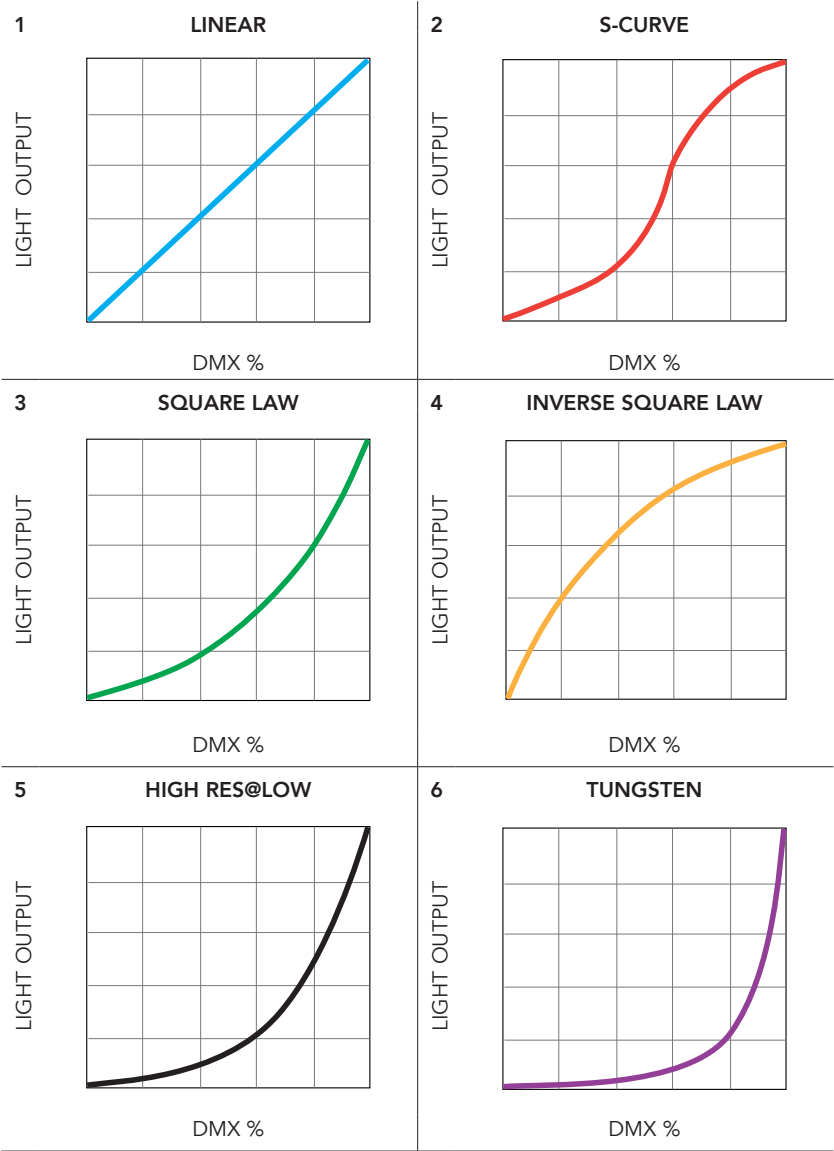 1 LINEAR
LIGHT OUTPUT
DMX %
2 S-CURVE
LIGHT OUTPUT
DMX %
3 SQUARE LAW
LIGHT OUTPUT
DMX %
4 INVERSE SQUARE LAW
LIGHT OUTPUT
DMX %
5 HIGH RES@LOW
LIGHT OUTPUT
DMX %
6 TUNGSTEN
LIGHT OUTPUT
DMX %